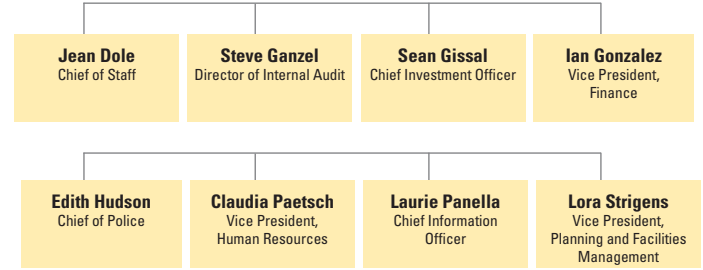 Jean Dole
Chief of Staff
Steve Ganzel
Director of Internal Audit
Sean Gissal
Chief Investment Officer
Ian Gonzalez
Vice President,
Finance
Edith Hudson
Chief of Police
Claudia Paetsch
Vice President,
Human Resources
Laurie Panella
Chief Information
Officer
Lora Strigens
Vice President,
Planning and Facilities
Management